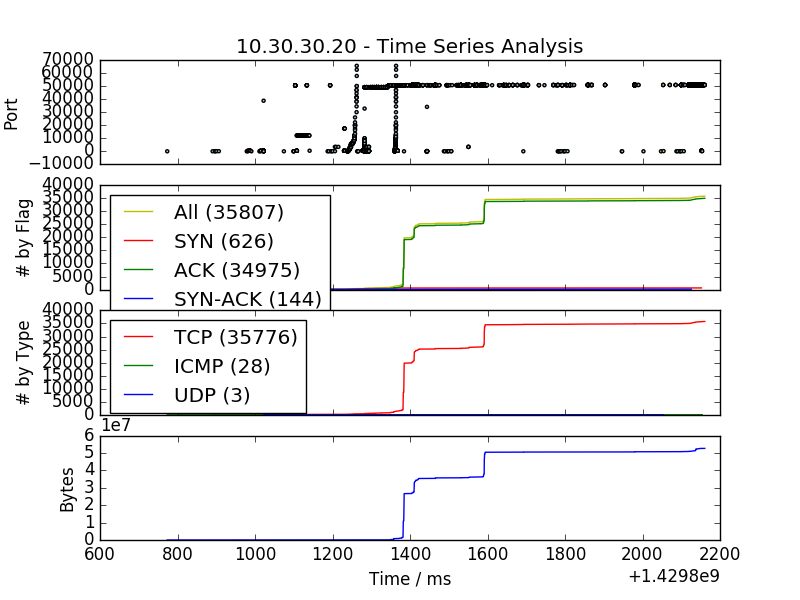 10.30.30.20 - Time Series Analysis
70000
60000
50000
40000
30000
20000
10000
0
−10000
Port
40000
35000
30000
25000
20000
15000
10000
5000
0
# by Flag
All (35807)
SYN (626)
ACK (34975)
SYN-ACK (144)
40000
35000
30000
25000
20000
15000
10000
5000
0
# by Type
TCP (35776)
ICMP (28)
UDP (3)
1e7
6
5
4
3
2
1
0
Bytes
600 800 1000 1200 1400 1600 1800 2000 2200
Time / ms
+1.4298e9